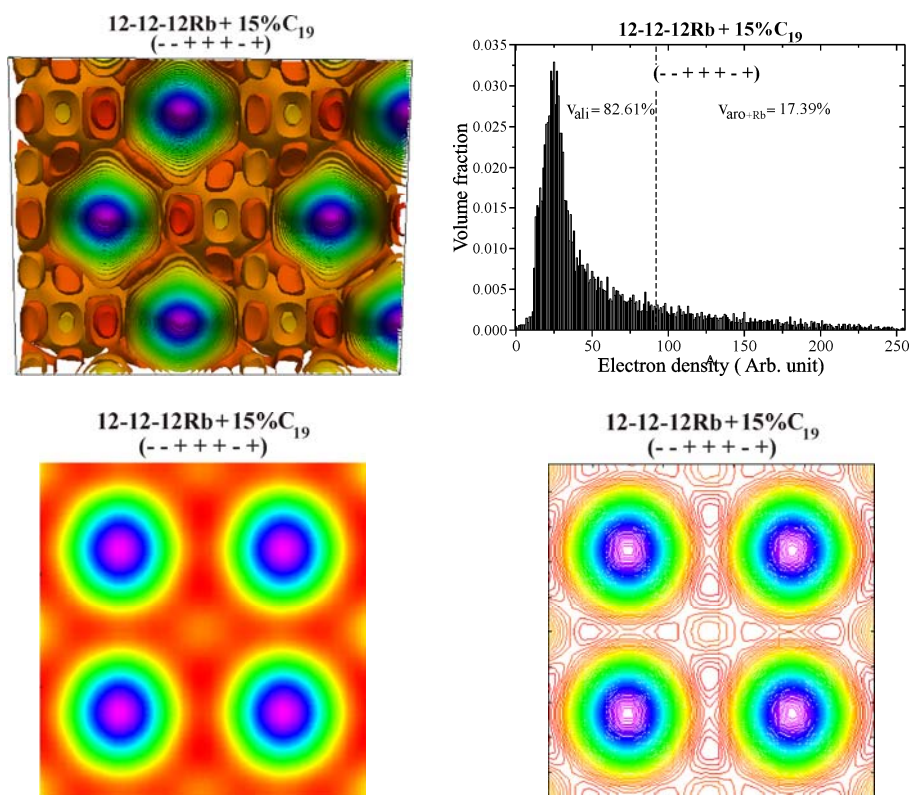 12-12-12Rb + 15%C19
(- - + + + - +)
12-12-12Rb + 15%C19
(- - + + + - +)
Vali = 82.61%
Varo+Rb = 17.39%
Volume fraction
0.035
0.030
0.025
0.020
0.015
0.010
0.005
0.000
0
50
100
150
200
250
A
Electron density ( Arb. unit)
12-12-12Rb + 15%C19
(- - + + + - +)
12-12-12Rb + 15%C19
(- - + + + - +)